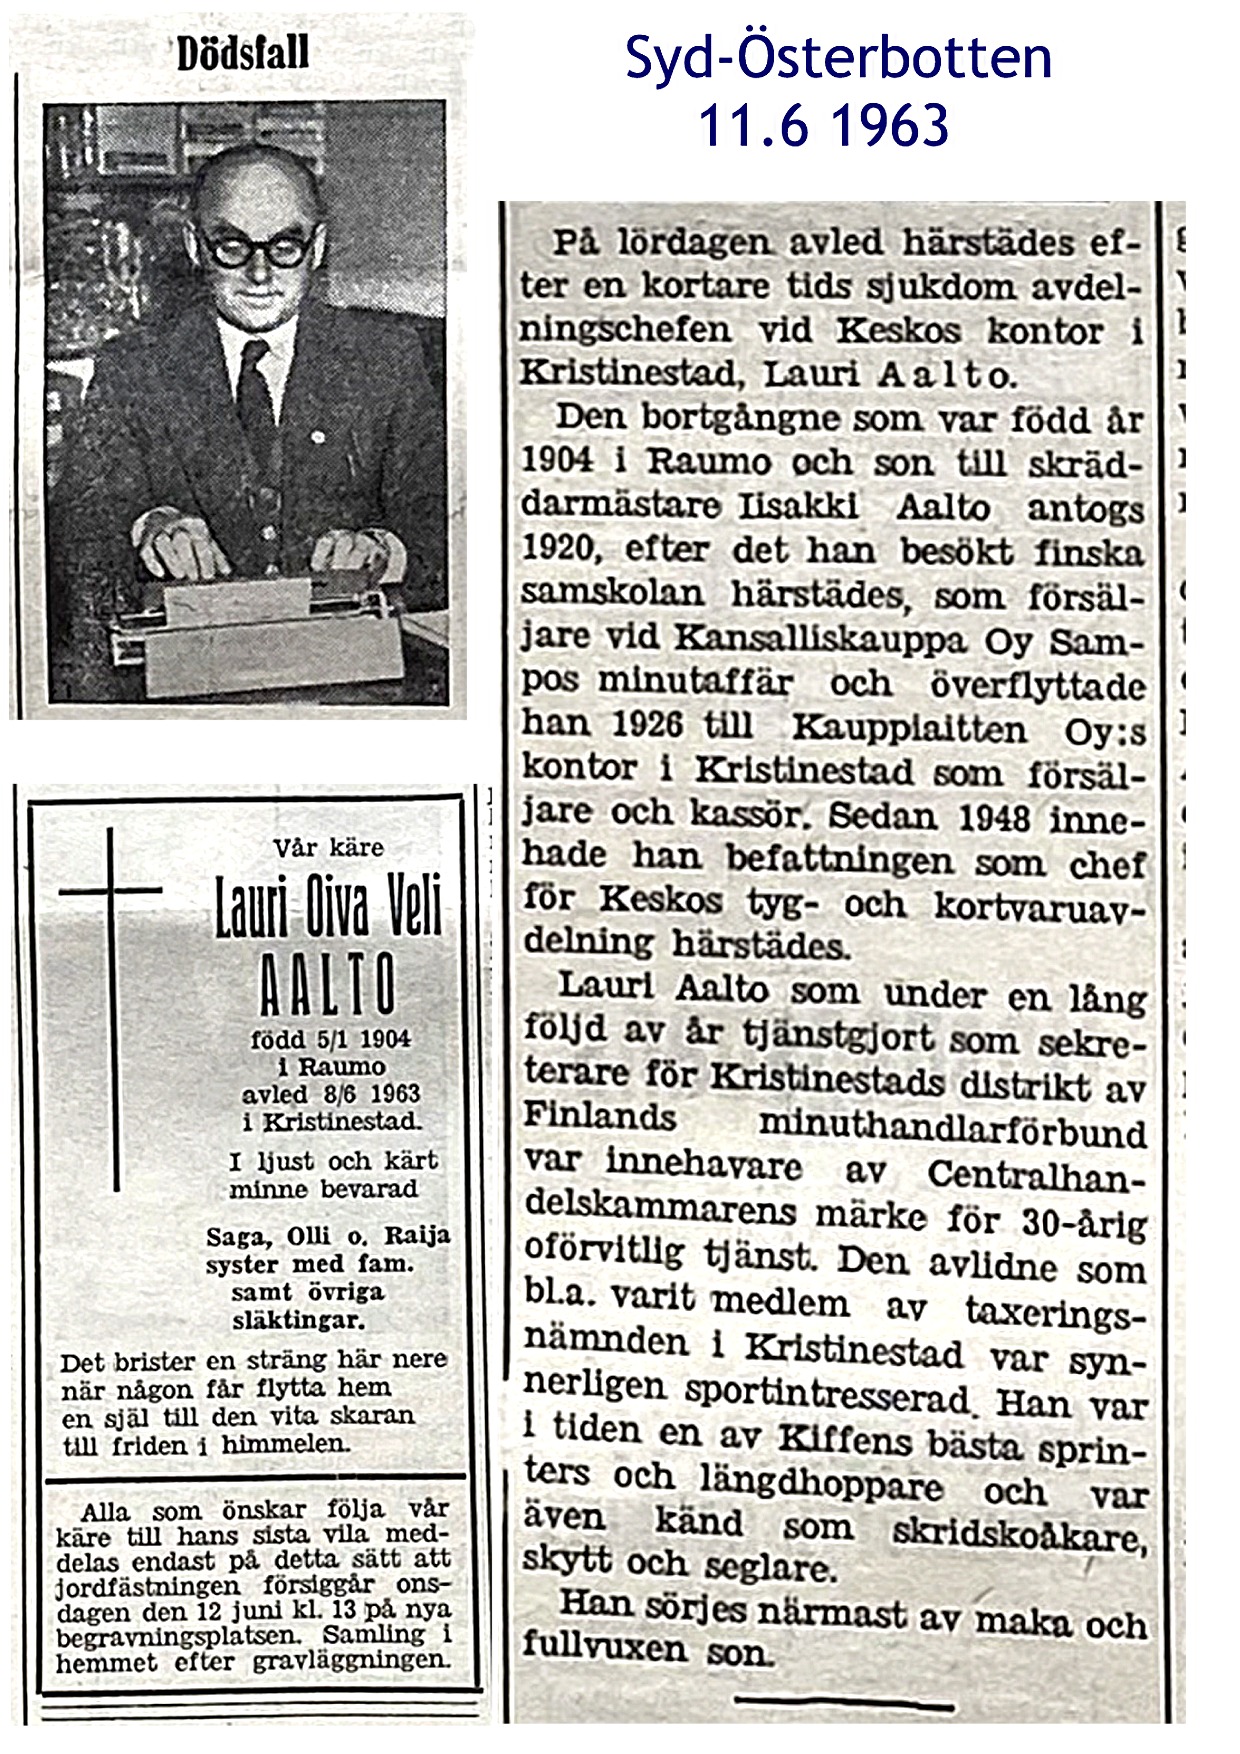 Dödsfall
Syd-Österbotten
11.6 1963
På lördagen avled härstädes ef-
ter en kortare tids sjukdom avdel-
ningschefen vid Keskos kontor i
Kristinestad, Lauri Aalto.
Den bortgångne som var född år
1904 i Raumo och son till skräd-
darmästare Iisakki Aalto antogs
1920, efter det han besökt finska
samskolan härstädes, som försäl-
jare vid Kansalliskauppa Oy Sam-
pos minutaffär och överflyttade
han 1926 till Kauppiaitten Oy:s
kontor i Kristinestad som försäl-
jare och kassör. Sedan 1948 inne-
hade han befattningen som chef
för Keskos tyg- och kortvaruav-
delning härstädes.
Lauri Aalto som under en lång
följd av år tjänstgjort som sekre-
terare för Kristinestads distrikt av
Finlands minuthandlarförbund
var innehavare av Centralhan-
delskammarens märke för 30-årig
oförvitlig tjänst. Den avlidne som
bl.a. varit medlem av taxerings-
nämnden i Kristinestad var syn-
nerligen sportintresserad. Han var
i tiden en av Kiffens bästa sprin-
ters och längdhoppare och var
även känd som skridskoåkare,
skytt och seglare.
Han sörjes närmast av maka och
fullvuxen son.
Vår käre
Lauri Oiva Veli
AALTO
född 5/1 1904
i Raumo
avled 8/6 1963
i Kristinestad.
I ljust och kärt
minne bevarad
Saga, Olli o. Raija
syster med fam.
samt övriga
släktingar.
Det brister en sträng här nere
när någon får flytta hem
en själ till den vita skaran
till friden i himmelen.
Alla som önskar följa vår
käre till hans sista vila med-
delas endast på detta sätt att
jordfästningen försiggår ons-
dagen den 12 juni kl. 13 på nya
begravningsplatsen. Samling i
hemmet efter gravläggningen.